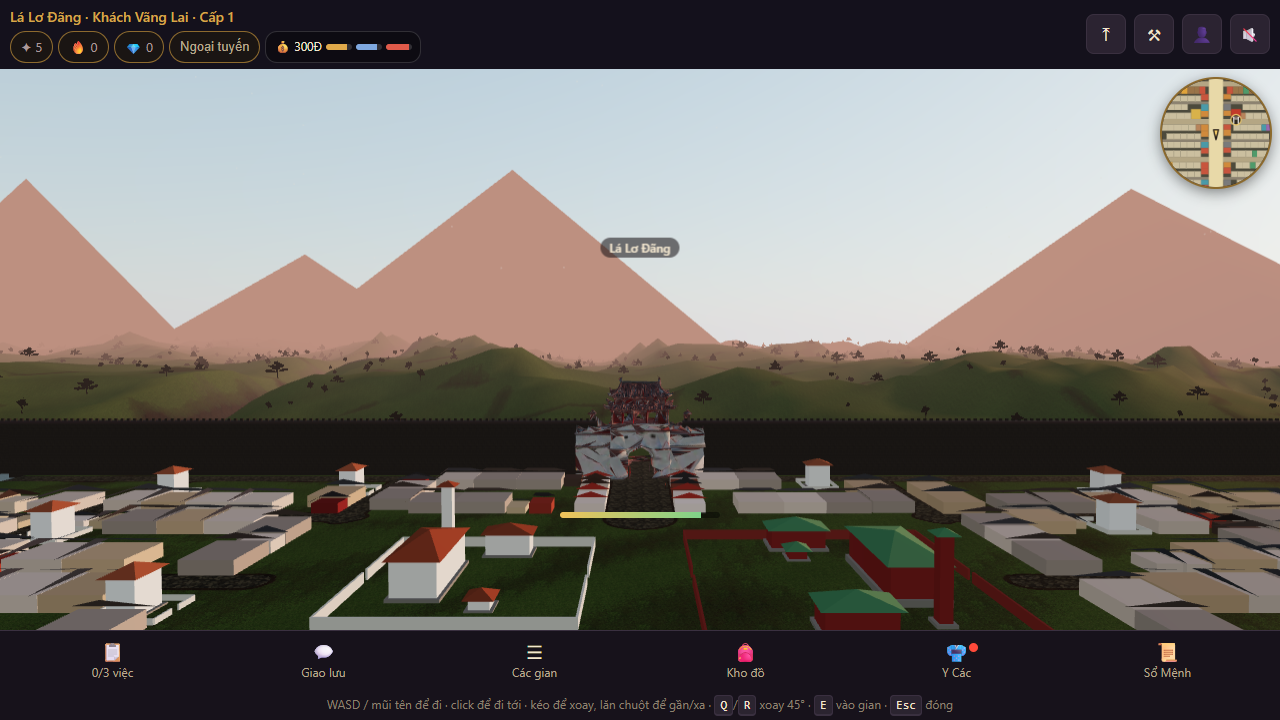 Lá Lơ Đãng · Khách Vãng Lai · Cấp 1
✦ 5
0
0
Ngoại tuyến
300Đ
Lá Lơ Đãng
0/3 việc
Giao lưu
Các gian
Kho đồ
Y Các
Sổ Mệnh
WASD / mũi tên để đi · click để đi tới · kéo để xoay, lăn chuột để gần/xa · Q / R xoay 45° · E vào gian · Esc đóng